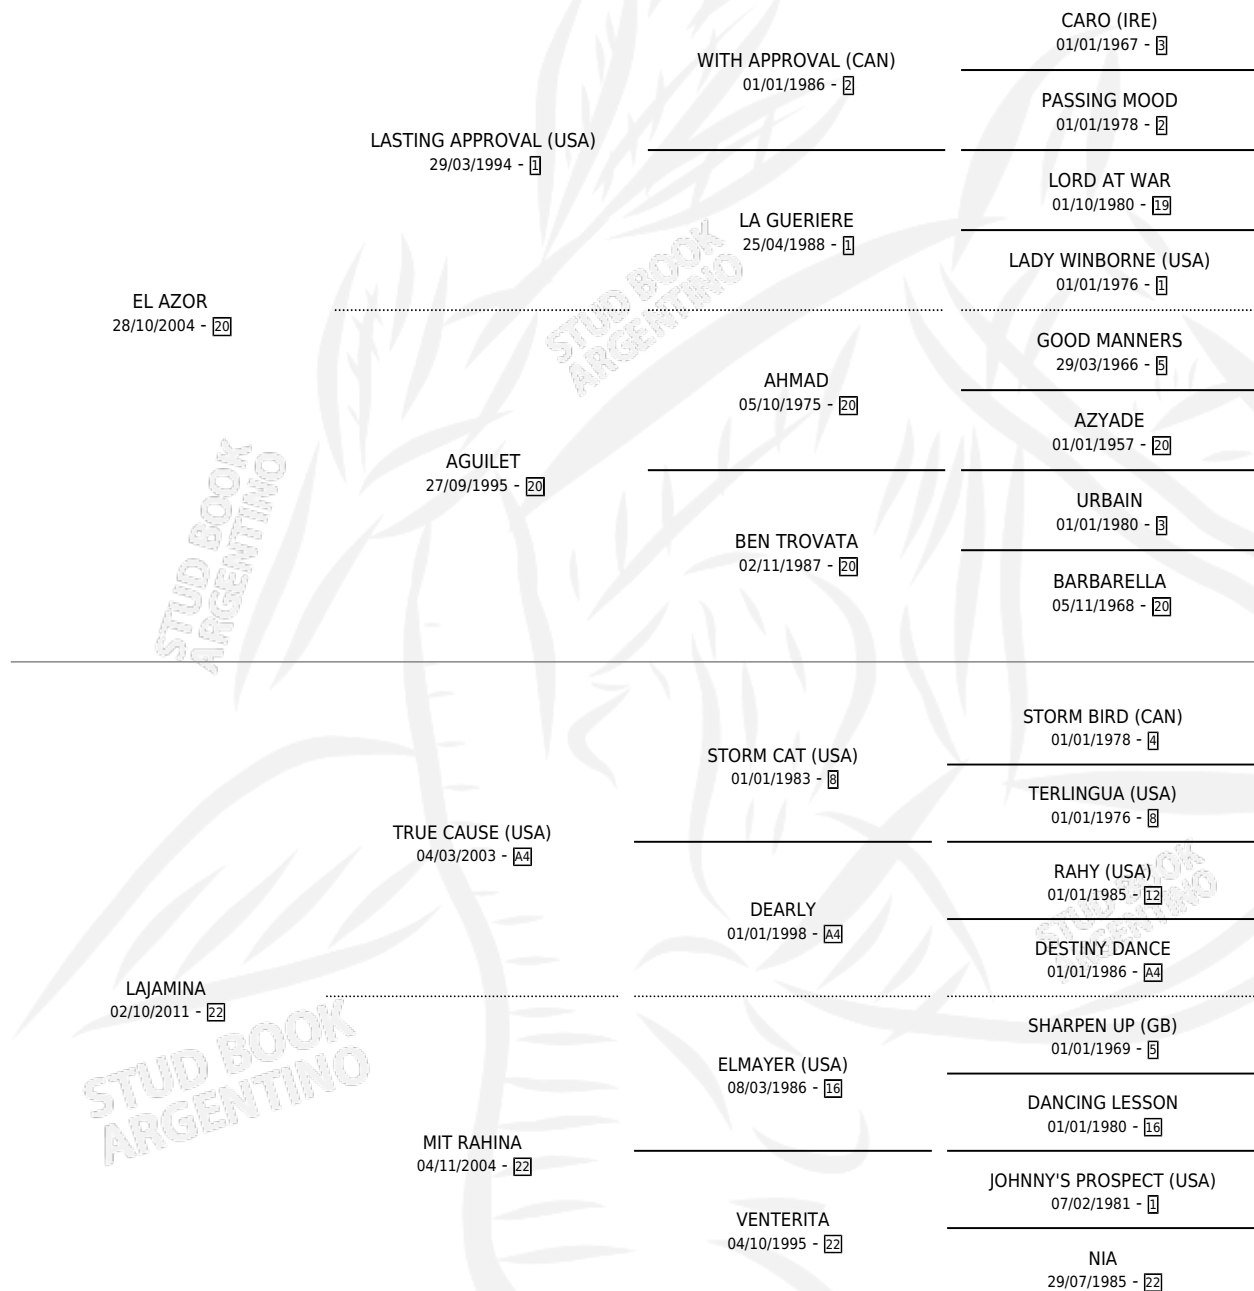 CARO (IRE)
01/01/1967 - 3
WITH APPROVAL (CAN)
01/01/1986 - 2
PASSING MOOD
01/01/1978 - 2
LASTING APPROVAL (USA)
29/03/1994 - 1
LORD AT WAR
01/10/1980 - 19
LA GUERIERE
25/04/1988 - 1
LADY WINBORNE (USA)
01/01/1976 - 1
EL AZOR
28/10/2004 - 20
GOOD MANNERS
29/03/1966 - 5
AHMAD
05/10/1975 - 20
AZYADE
01/01/1957 - 20
AGUILET
27/09/1995 - 20
URBAIN
01/01/1980 - 3
BEN TROVATA
02/11/1987 - 20
BARBARELLA
05/11/1968 - 20
STORM BIRD (CAN)
01/01/1978 - 4
STORM CAT (USA)
01/01/1983 - 8
TERLINGUA (USA)
01/01/1976 - 8
TRUE CAUSE (USA)
04/03/2003 - A4
RAHY (USA)
01/01/1985 - 12
DEARLY
01/01/1998 - A4
DESTINY DANCE
01/01/1986 - A4
LAJAMINA
02/10/2011 - 22
SHARPEN UP (GB)
01/01/1969 - 5
ELMAYER (USA)
08/03/1986 - 16
DANCING LESSON
01/01/1980 - 16
MIT RAHINA
04/11/2004 - 22
JOHNNY'S PROSPECT (USA)
07/02/1981 - 1
VENTERITA
04/10/1995 - 22
NIA
29/07/1985 - 22
STUD BOOK
ARGENTINO
STUD BOOK
ARGENTINO
STUD BOOK
ARGENTINO
STUD BOOK
ARGENTINO